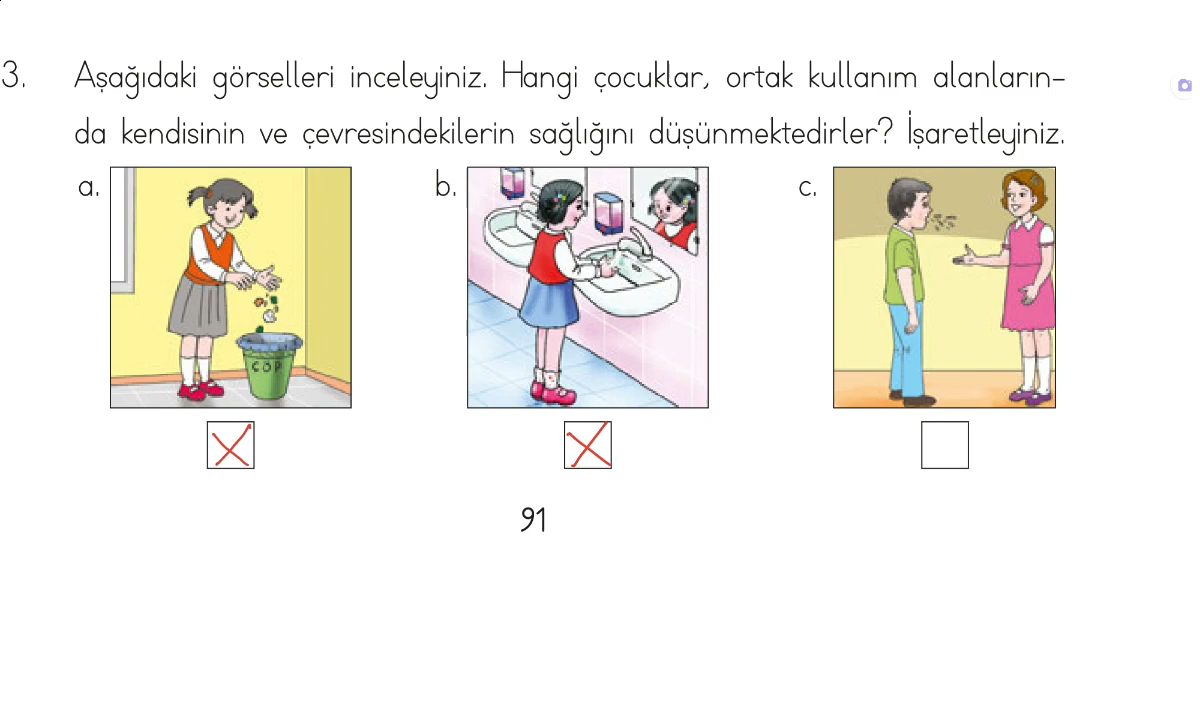 3. Aşağıdaki görselleri inceleyiniz. Hangi çocuklar, ortak kullanım alanların-
da kendisinin ve çevresindekilerin sağlığını düşünmektedirler? İşaretleyiniz.
a. b. c.
ÇÖP
91